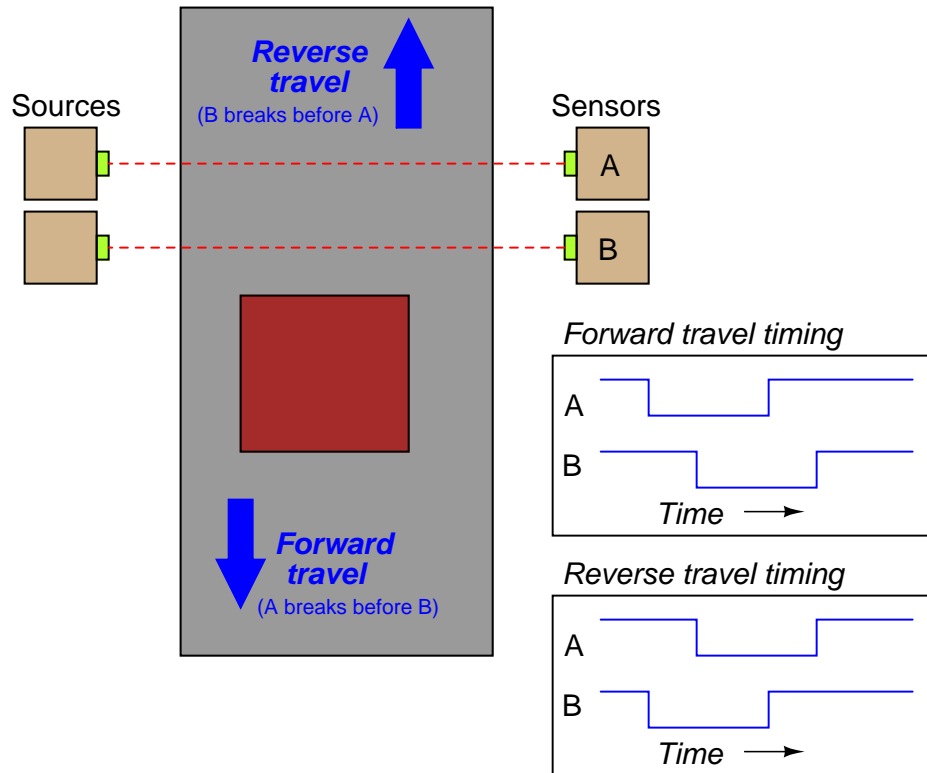 Reverse
travel
(B breaks before A)
Sources
Sensors
A
B
Forward travel timing
A
B
Time
Forward
travel
(A breaks before B)
Reverse travel timing
A
B
Time